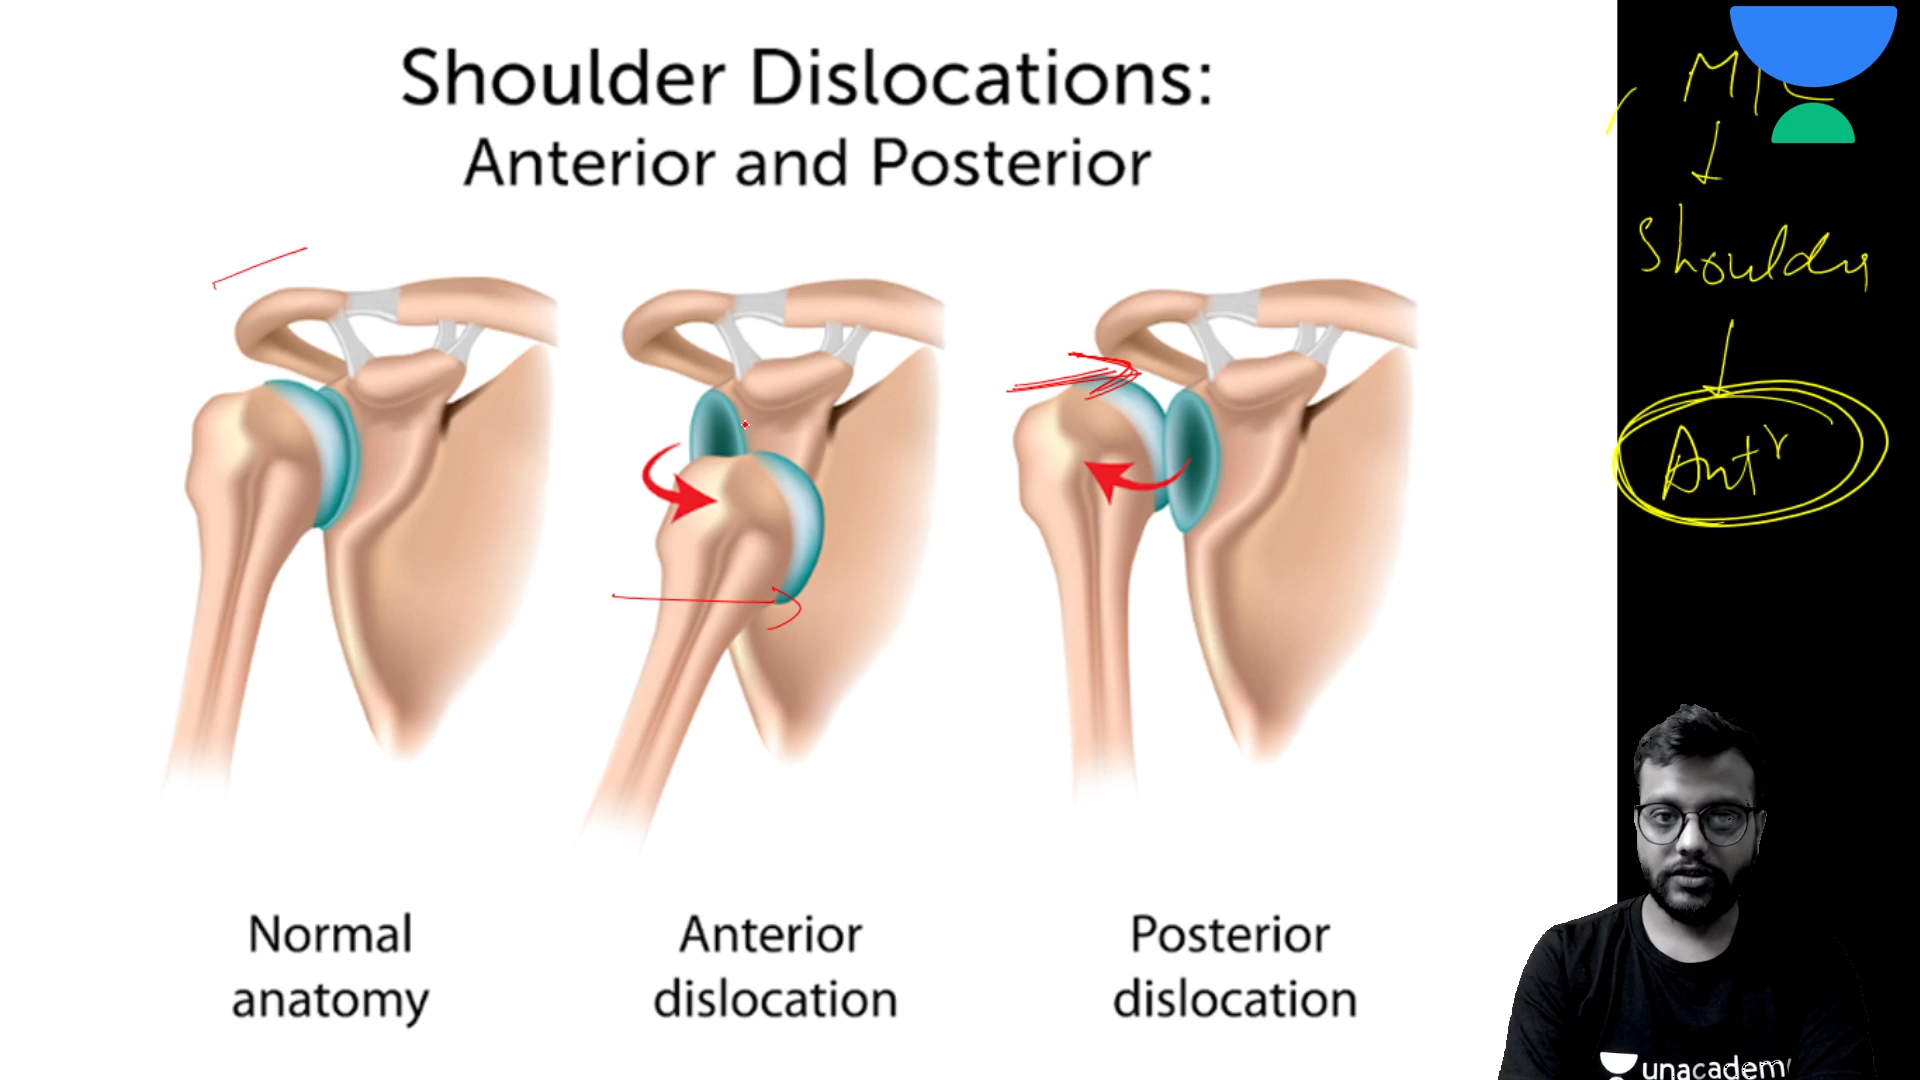 Shoulder Dislocations:
Anterior and Posterior
Normal
anatomy
Anterior
dislocation
Posterior
dislocation
Shoulder
Antr
unacadem